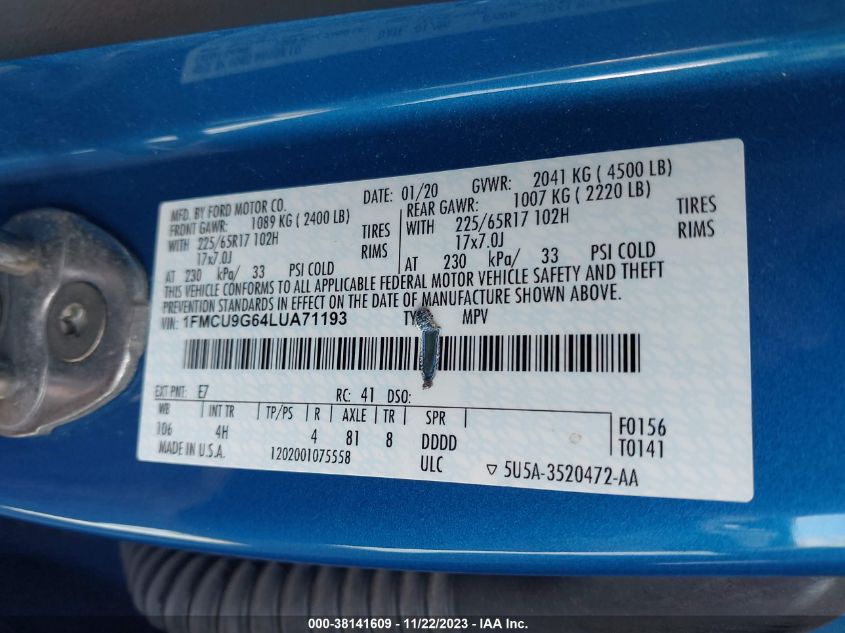 MFD. BY FORD MOTOR CO.
DATE: 01/20 GVWR: 2041 KG ( 4500 LB)
FRONT GAWR: 1089 KG ( 2400 LB)
REAR GAWR: 1007 KG ( 2220 LB)
WITH 225/65R17 102H TIRES
WITH 225/65R17 102H TIRES
17x7.0J RIMS
17x7.0J RIMS
AT 230 kPa/ 33 PSI COLD
AT 230 kPa/ 33 PSI COLD
THIS VEHICLE CONFORMS TO ALL APPLICABLE FEDERAL MOTOR VEHICLE SAFETY AND THEFT
PREVENTION STANDARDS IN EFFECT ON THE DATE OF MANUFACTURE SHOWN ABOVE.
VIN: 1FMCU9G64LUA71193 MPV
EXT PNT: E7 RC: 41 DSO:
WB INT TR TP/PS R AXLE TR SPR
106 4H 4 81 8 DDDD
F0156
T0141
MADE IN U.S.A. 1202001075558 ULC ▽ 5U5A-3520472-AA
000-38141609 - 11/22/2023 - IAA Inc.